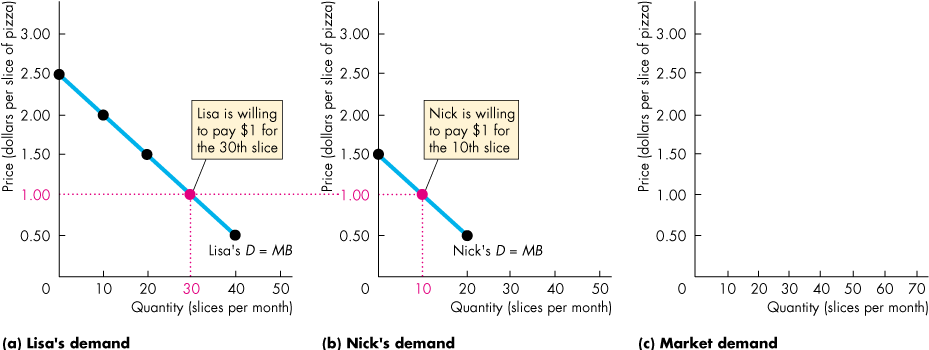 Price (dollars per slice of pizza)
3.00
2.50
2.00
1.50
1.00
0.50
0
10
20
30
40
50
Quantity (slices per month)
Lisa is willing
to pay $1 for
the 30th slice
Lisa's D = MB
(a) Lisa's demand
Price (dollars per slice of pizza)
3.00
2.50
2.00
1.50
1.00
0.50
0
10
20
30
40
50
Quantity (slices per month)
Nick is willing
to pay $1 for
the 10th slice
Nick's D = MB
(b) Nick's demand
Price (dollars per slice of pizza)
3.00
2.50
2.00
1.50
1.00
0.50
0
10
20
30
40
50
60
70
Quantity (slices per month)
(c) Market demand